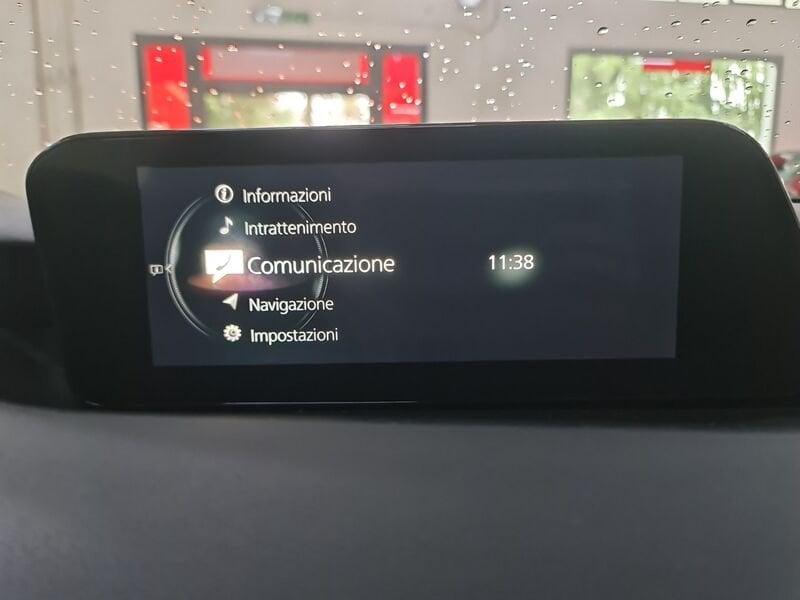 Informazioni
Intrattenimento
Comunicazione
11:38
Navigazione
Impostazioni